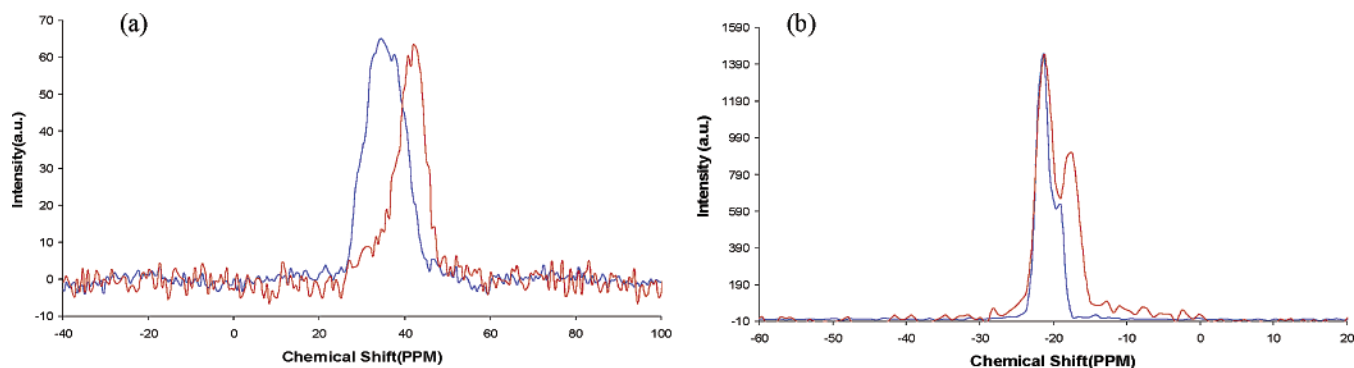 (a)
70
60
50
40
30
20
10
0
-10
Intensity(a.u.)
-40 -20 0 20 40 60 80 100
Chemical Shift(PPM)
(b)
1590
1390
1190
990
790
590
390
190
-10
Intensity (a.u.)
-60 -50 -40 -30 -20 -10 0 10 20
Chemical Shift(PPM)